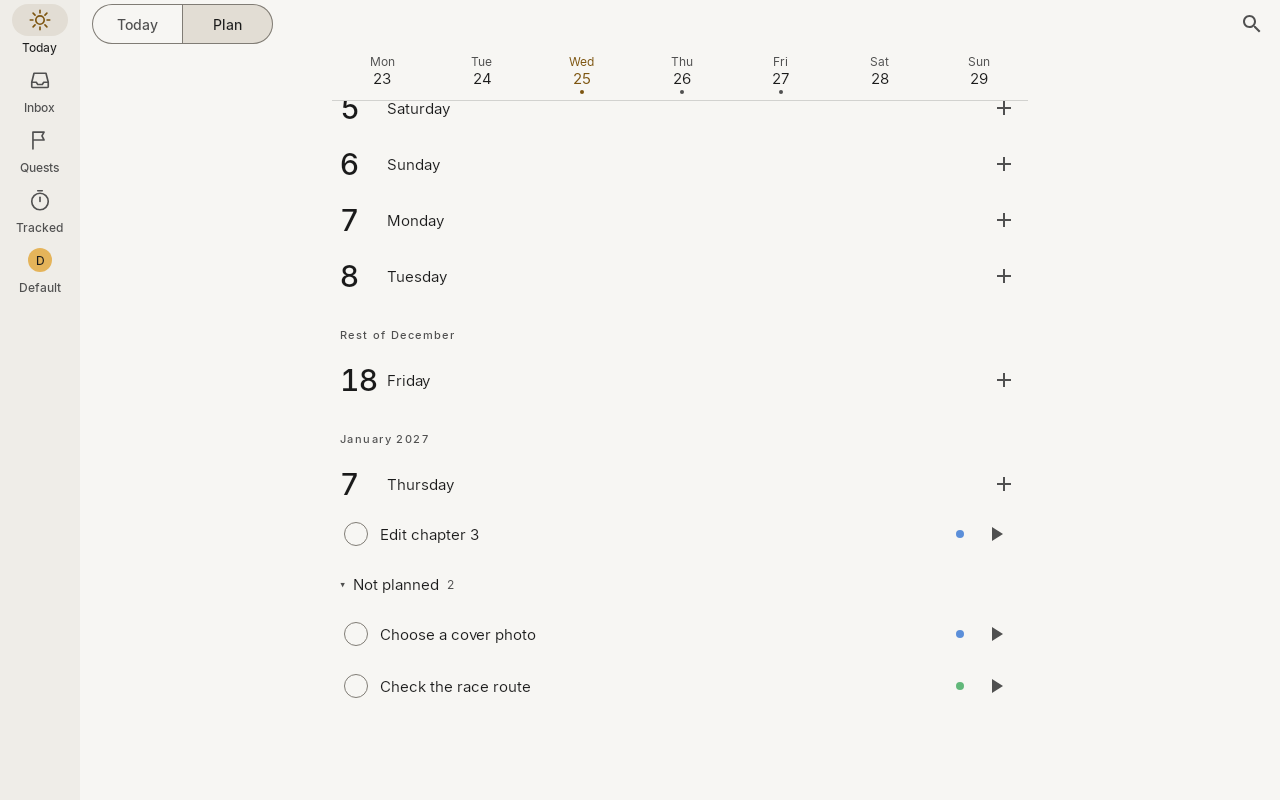 Today
Inbox
Quests
Tracked
D
Default
Today
Plan
Mon
23
Tue
24
Wed
25
Thu
26
Fri
27
Sat
28
Sun
29
5 Saturday
6 Sunday
7 Monday
8 Tuesday
Rest of December
18 Friday
January 2027
7 Thursday
Edit chapter 3
Not planned 2
Choose a cover photo
Check the race route